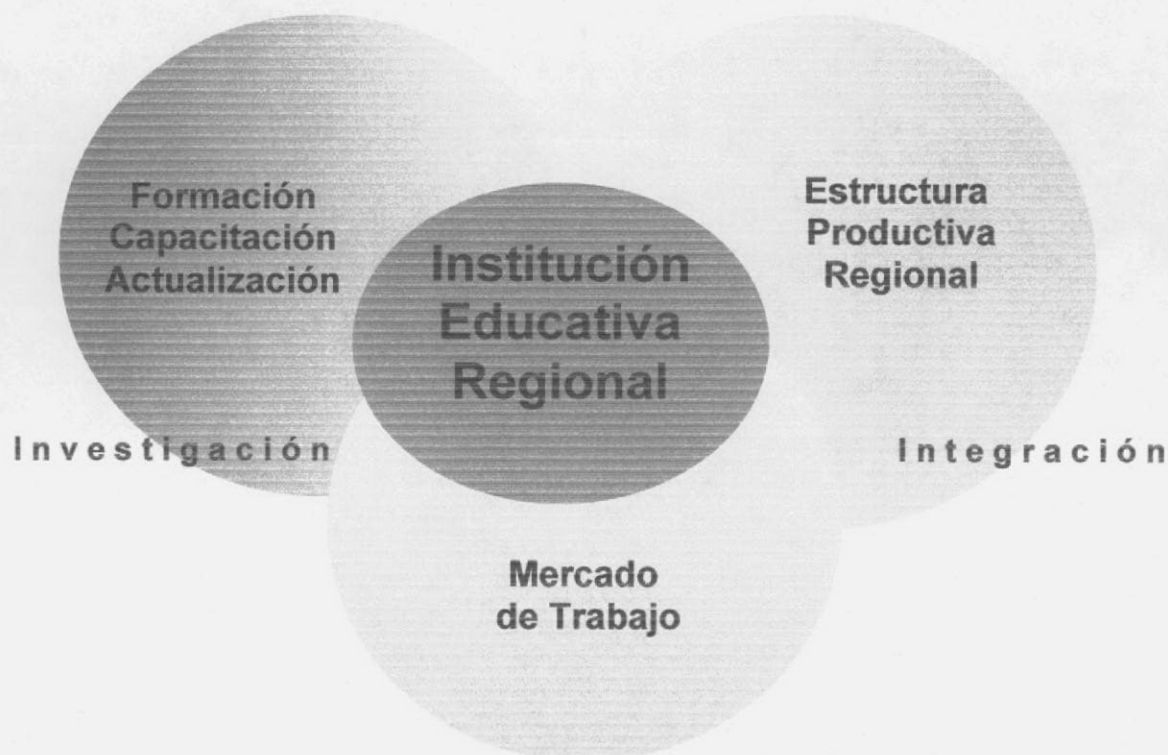 Formación
Capacitación
Actualización
Institución
Educativa
Regional
Estructura
Productiva
Regional
Investigación
Integración
Mercado
de Trabajo